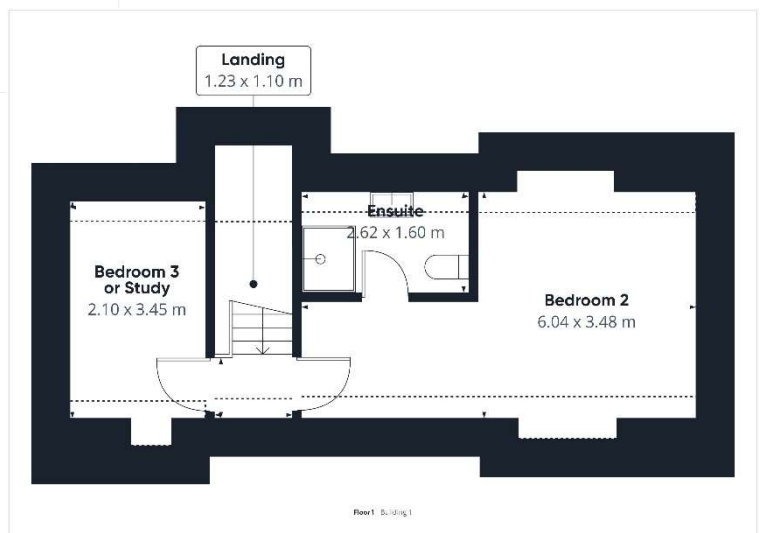 Landing
1.23 x 1.10 m
Ensuite
2.62 x 1.60 m
Bedroom 3
or Study
2.10 x 3.45 m
Bedroom 2
6.04 x 3.48 m
Floor 1 Building 1